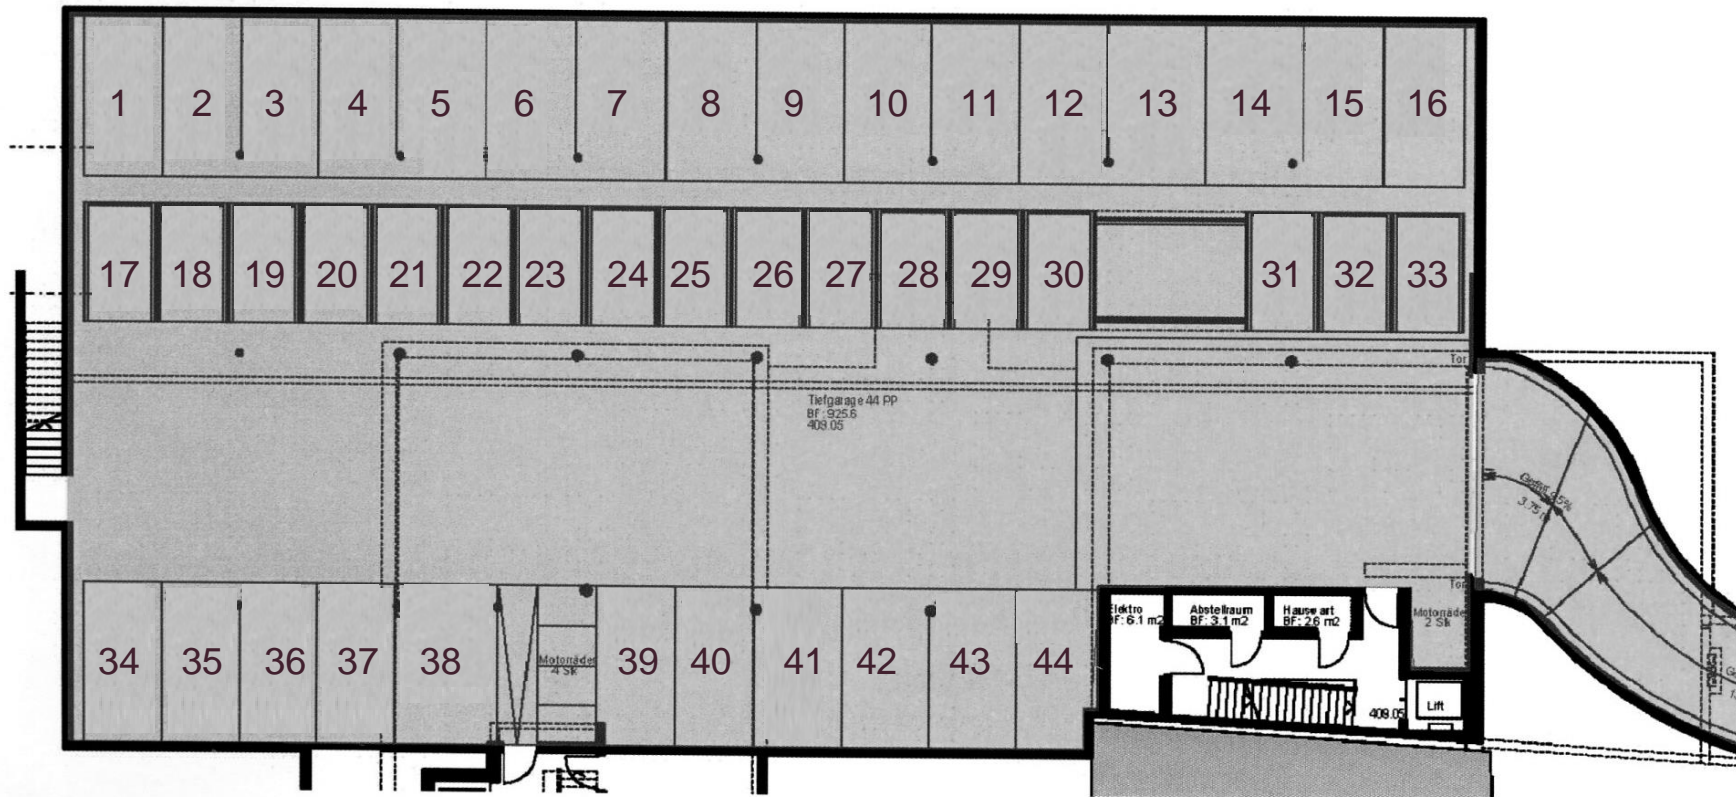 1 2 3 4 5 6 7 8 9 10 11 12 13 14 15 16
17 18 19 20 21 22 23 24 25 26 27 28 29 30 31 32 33
Tor
Tiefgarage 44 PP
BF: 925.6
409.05
Gefälle
3.75
Tor
34 35 36 37 38 39 40 41 42 43 44
Motorräder
4 Stk
Elektro
BF: 6.1 m2
Abstellraum
BF: 3.1 m2
Hauswart
BF: 2.6 m2
Motorräder
2 Stk
409.05
Lift